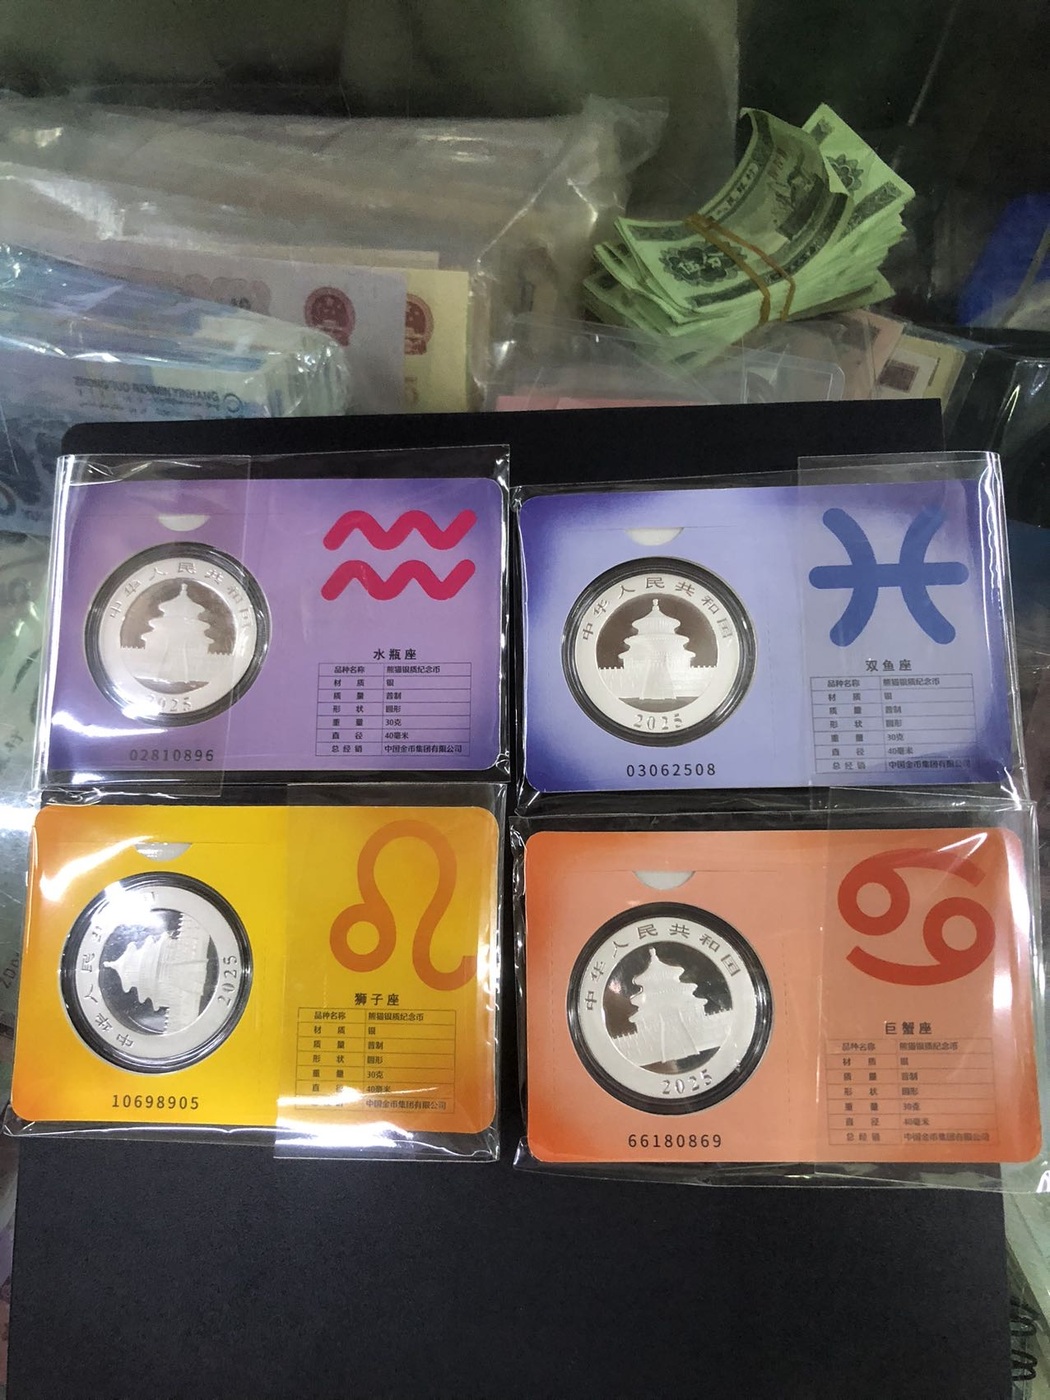 伍分
中华人民共和国
2025
水瓶座
品种名称 熊猫银质纪念币
材 质 银
质 量 普制
形 状 圆形
重 量 30克
直 径 40毫米
总经销 中国金币集团有限公司
02810896
中华人民共和国
2025
双鱼座
品种名称 熊猫银质纪念币
材 质 银
质 量 普制
形 状 圆形
重 量 30克
直 径 40毫米
总经销 中国金币集团有限公司
03062508
中华人民
2025
狮子座
品种名称 熊猫银质纪念币
材 质 银
质 量 普制
形 状 圆形
重 量 30克
直 径 40毫米
中国金币集团有限公司
10698905
中华人民共和国
2025
巨蟹座
品种名称 熊猫银质纪念币
材 质 银
质 量 普制
形 状 圆形
重 量 30克
直 径 40毫米
总经销 中国金币集团有限公司
66180869